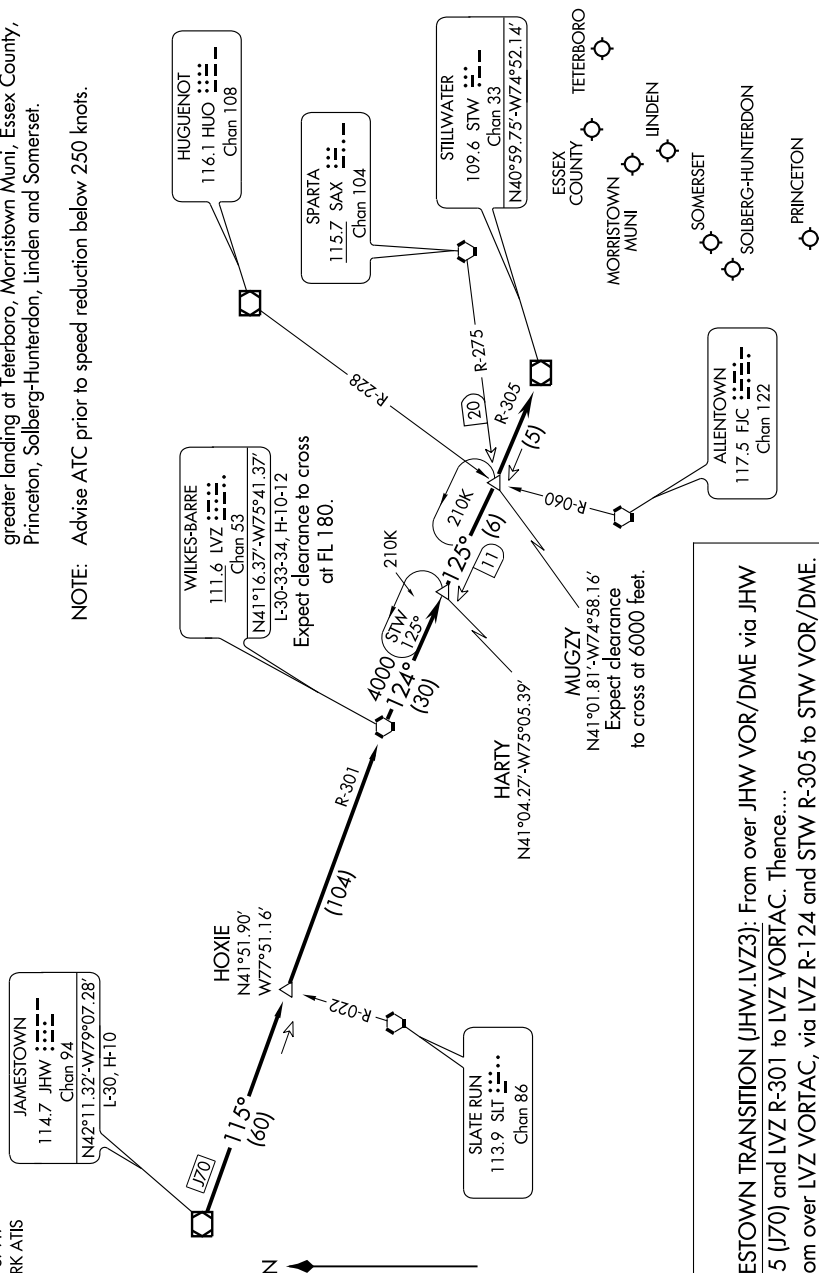 greater landing at Teterboro, Morristown Muni, Essex County,
Princeton, Solberg-Hunterdon, Linden and Somerset.
NOTE: Advise ATC prior to speed reduction below 250 knots.
RK ATIS
JAMESTOWN
114.7 JHW
Chan 94
N42°11.32'-W79°07.28'
L-30, H-10
J70
115°
(60)
HOXIE
N41°51.90'
W77°51.16'
R-022
SLATE RUN
113.9 SLT
Chan 86
(104)
R-301
WILKES-BARRE
111.6 LVZ
Chan 53
N41°16.37'-W75°41.37'
L-30-33-34, H-10-12
Expect clearance to cross
at FL 180.
4000
124°
(30)
STW
125°
210K
HARTY
N41°04.27'-W75°05.39'
210K
125°
(6)
11
MUGZY
N41°01.81'-W74°58.16'
Expect clearance
to cross at 6000 feet.
HUGUENOT
116.1 HUO
Chan 108
R-228
SPARTA
115.7 SAX
Chan 104
R-275
20
R-305
(5)
STILLWATER
109.6 STW
Chan 33
N40°59.75'-W74°52.14'
R-060
ALLENTOWN
117.5 FJC
Chan 122
TETERBORO
ESSEX
COUNTY
LINDEN
MORRISTOWN
MUNI
SOMERSET
SOLBERG-HUNTERDON
PRINCETON
N
ESTOWN TRANSITION (JHW.LVZ3): From over JHW VOR/DME via JHW
5 (J70) and LVZ R-301 to LVZ VORTAC. Thence....
om over LVZ VORTAC, via LVZ R-124 and STW R-305 to STW VOR/DME.